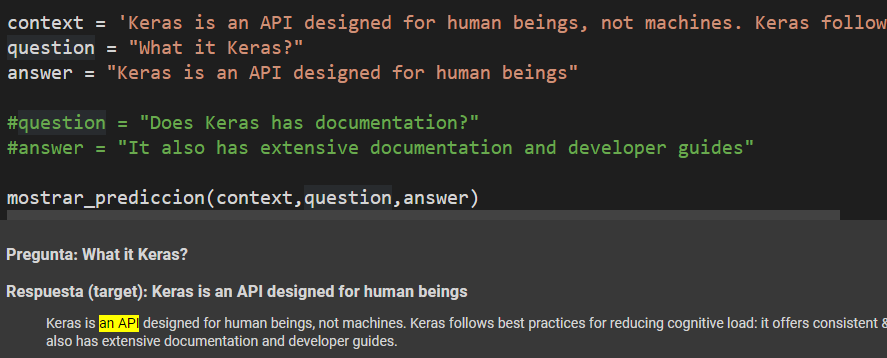 context = 'Keras is an API designed for human beings, not machines. Keras follow
question = "What it Keras?"
answer = "Keras is an API designed for human beings"
#question = "Does Keras has documentation?"
#answer = "It also has extensive documentation and developer guides"
mostrar_prediccion(context,question,answer)
Pregunta: What it Keras?
Respuesta (target): Keras is an API designed for human beings
Keras is an API designed for human beings, not machines. Keras follows best practices for reducing cognitive load: it offers consistent &
also has extensive documentation and developer guides.